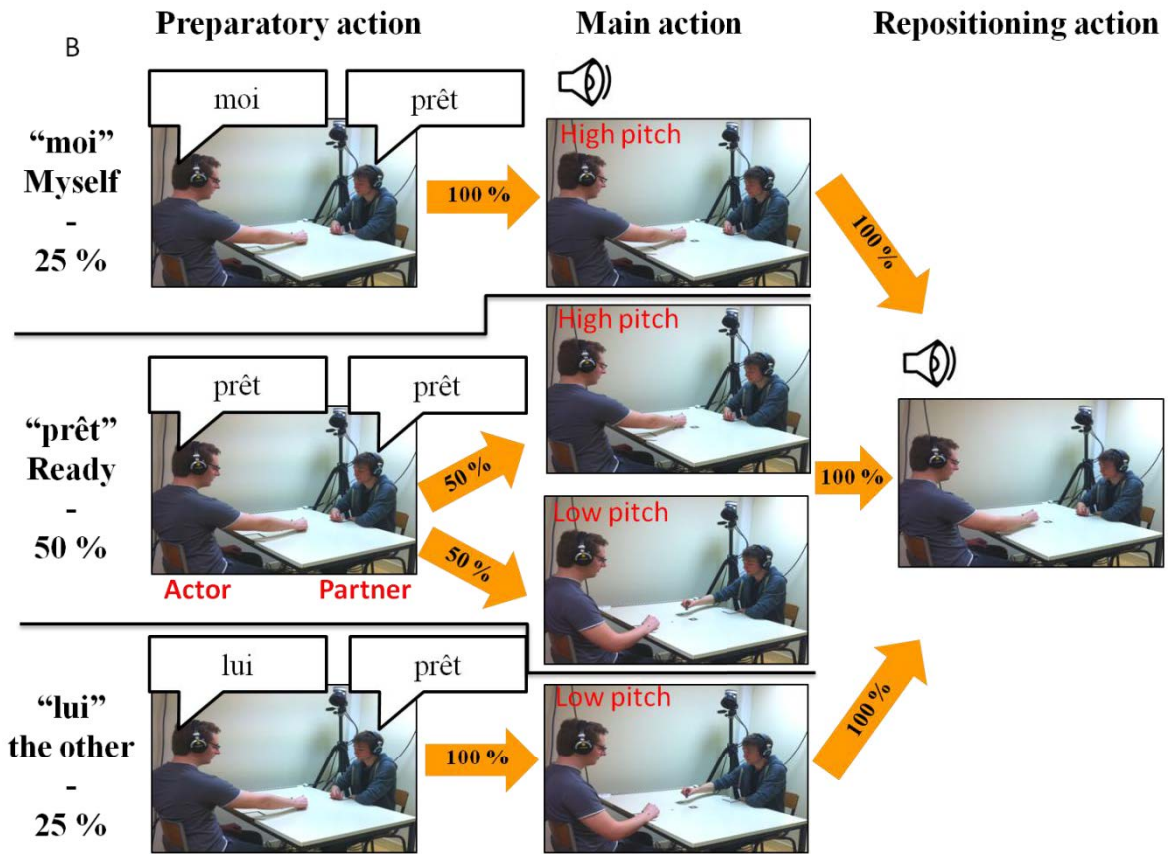 Preparatory action
Main action
Repositioning action
B
moi
prêt
“moi”
Myself
-
25 %
100 %
High pitch
100 %
prêt
prêt
“prêt”
Ready
-
50 %
Actor
Partner
50 %
50 %
High pitch
Low pitch
100 %
lui
prêt
“lui”
the other
-
25 %
100 %
Low pitch
100 %